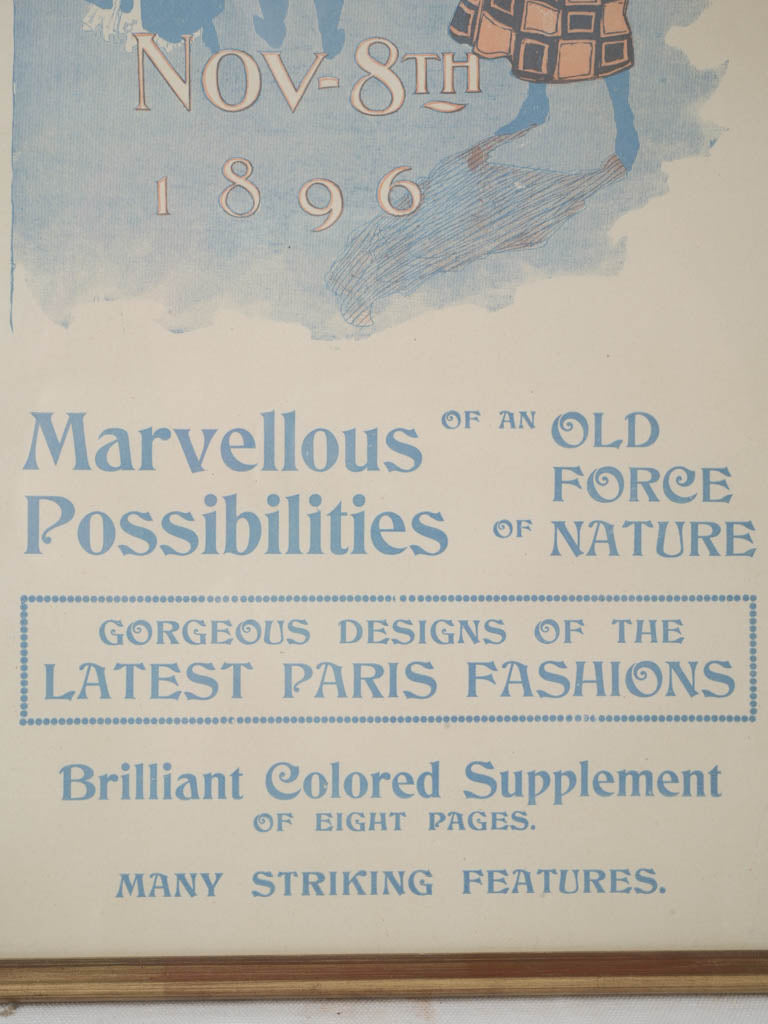 Nov-8th
1896
Marvellous OF AN OLD
FORCE
Possibilities OF NATURE
GORGEOUS DESIGNS OF THE
LATEST PARIS FASHIONS
Brilliant Colored Supplement
OF EIGHT PAGES.
MANY STRIKING FEATURES.